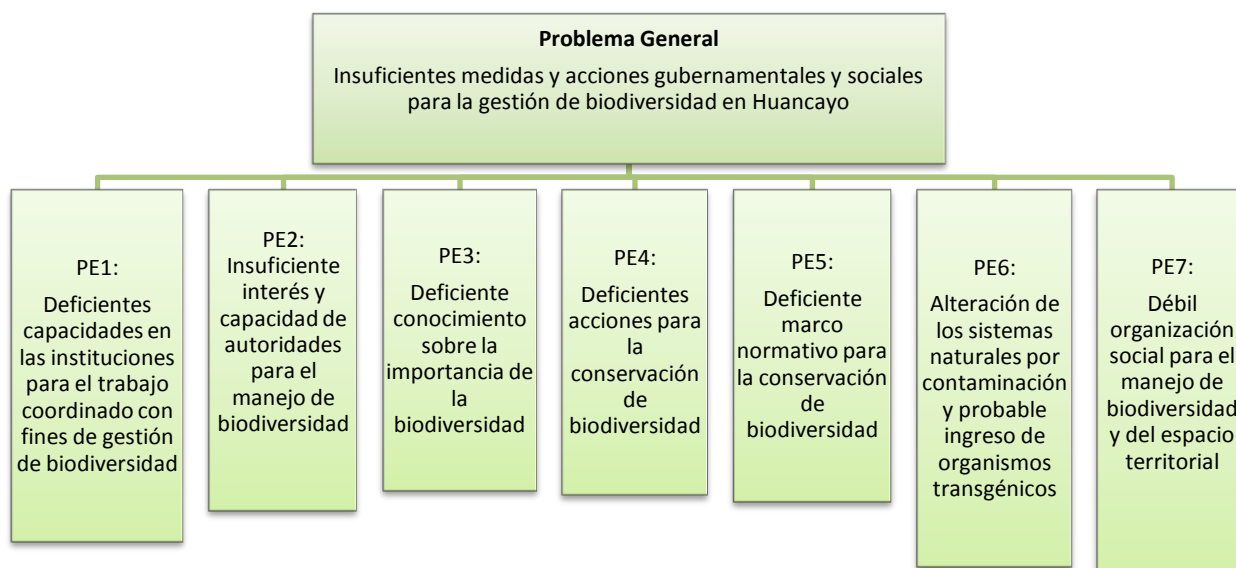 Problema General
Insuficientes medidas y acciones gubernamentales y sociales
para la gestión de biodiversidad en Huancayo
PE1:
Deficientes
capacidades en
las instituciones
para el trabajo
coordinado con
fines de gestión
de biodiversidad
PE2:
Insuficiente
interés y
capacidad de
autoridades
para el
manejo de
biodiversidad
PE3:
Deficiente
conocimiento
sobre la
importancia de
la
biodiversidad
PE4:
Deficientes
acciones para
la
conservación
de
biodiversidad
PE5:
Deficiente
marco
normativo para
la conservación
de
biodiversidad
PE6:
Alteración de
los sistemas
naturales por
contaminación
y probable
ingreso de
organismos
transgénicos
PE7:
Débil
organización
social para el
manejo de
biodiversidad
y del espacio
territorial